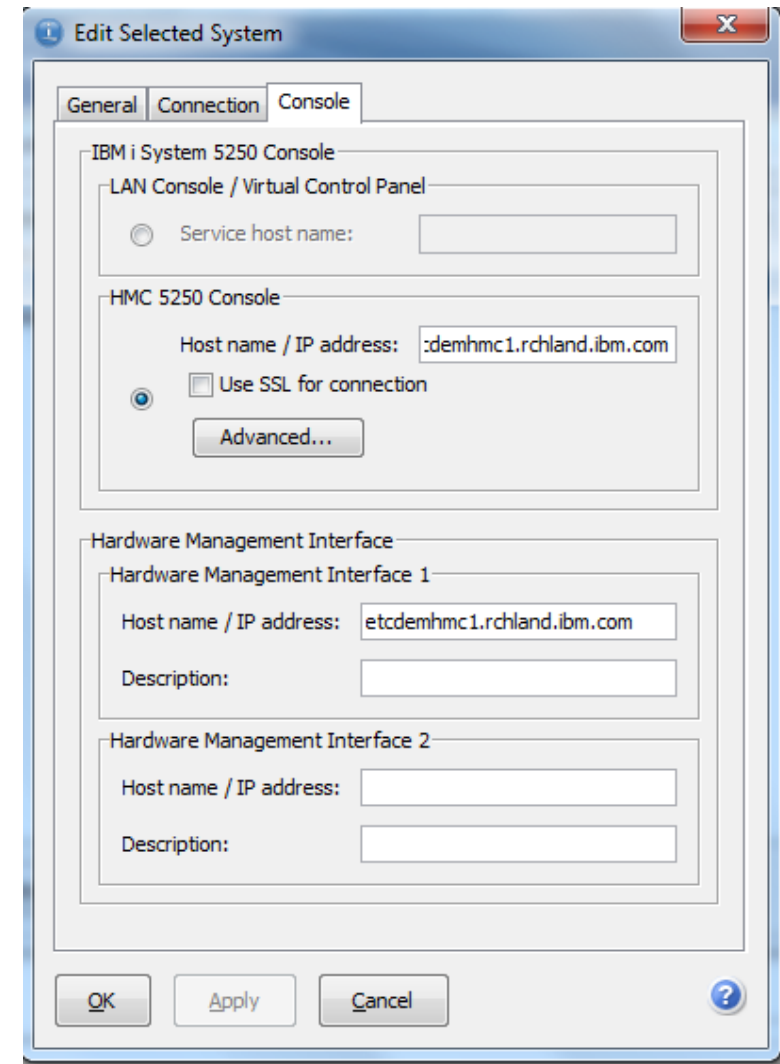 Edit Selected System
General Connection Console
IBM i System 5250 Console
LAN Console / Virtual Control Panel
Service host name:
HMC 5250 Console
Host name / IP address: :demhmc1.rchland.ibm.com
Use SSL for connection
Advanced...
Hardware Management Interface
Hardware Management Interface 1
Host name / IP address: etcdemhmc1.rchland.ibm.com
Description:
Hardware Management Interface 2
Host name / IP address:
Description:
OK Apply Cancel ?